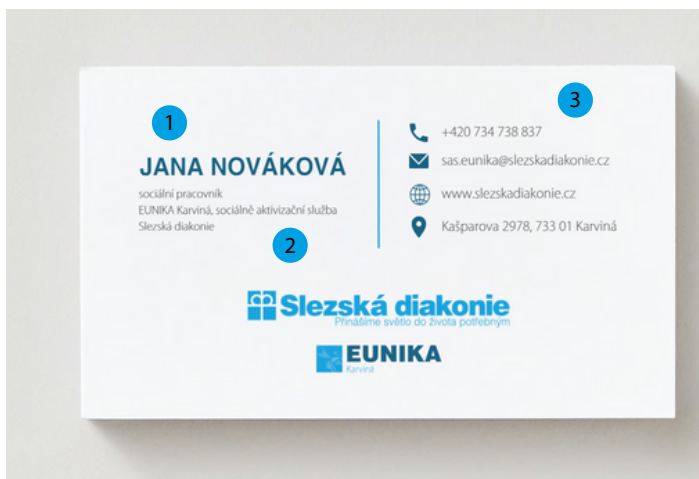 1
JANA NOVÁKOVÁ
sociální pracovník
EUNIKA Karviná, sociálně aktivizační služba
Slezská diakonie
2
3
+420 734 738 837
sas.eunika@slezskadiakonie.cz
www.slezskadiakonie.cz
Kašparova 2978, 733 01 Karviná
Slezská diakonie
Přinášíme světlo do života potřebným
EUNIKA
Karviná